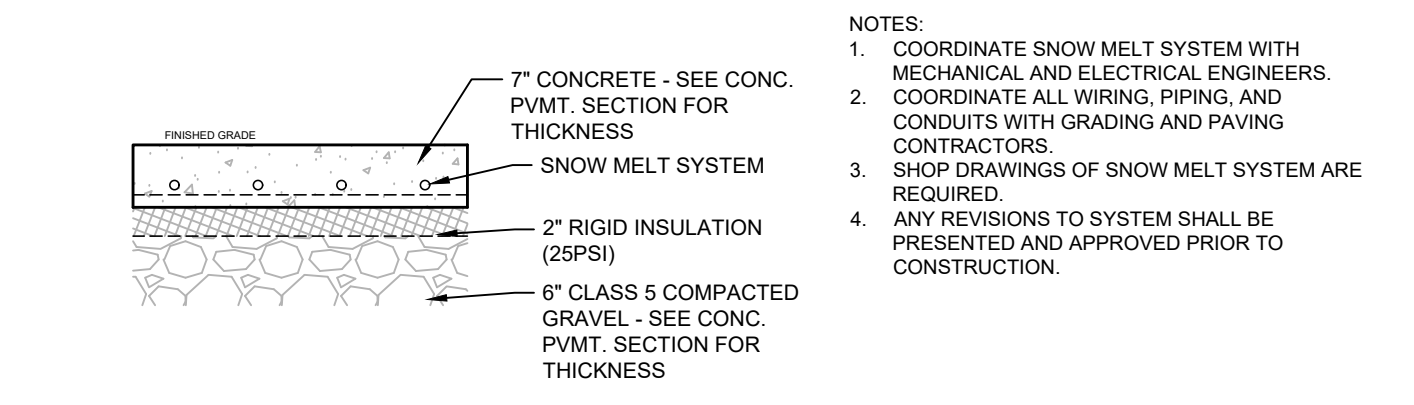 FINISHED GRADE
7" CONCRETE - SEE CONC.
PVMT. SECTION FOR
THICKNESS
SNOW MELT SYSTEM
2" RIGID INSULATION
(25PSI)
6" CLASS 5 COMPACTED
GRAVEL - SEE CONC.
PVMT. SECTION FOR
THICKNESS
NOTES:
1. COORDINATE SNOW MELT SYSTEM WITH
MECHANICAL AND ELECTRICAL ENGINEERS.
2. COORDINATE ALL WIRING, PIPING, AND
CONDUITS WITH GRADING AND PAVING
CONTRACTORS.
3. SHOP DRAWINGS OF SNOW MELT SYSTEM ARE
REQUIRED.
4. ANY REVISIONS TO SYSTEM SHALL BE
PRESENTED AND APPROVED PRIOR TO
CONSTRUCTION.